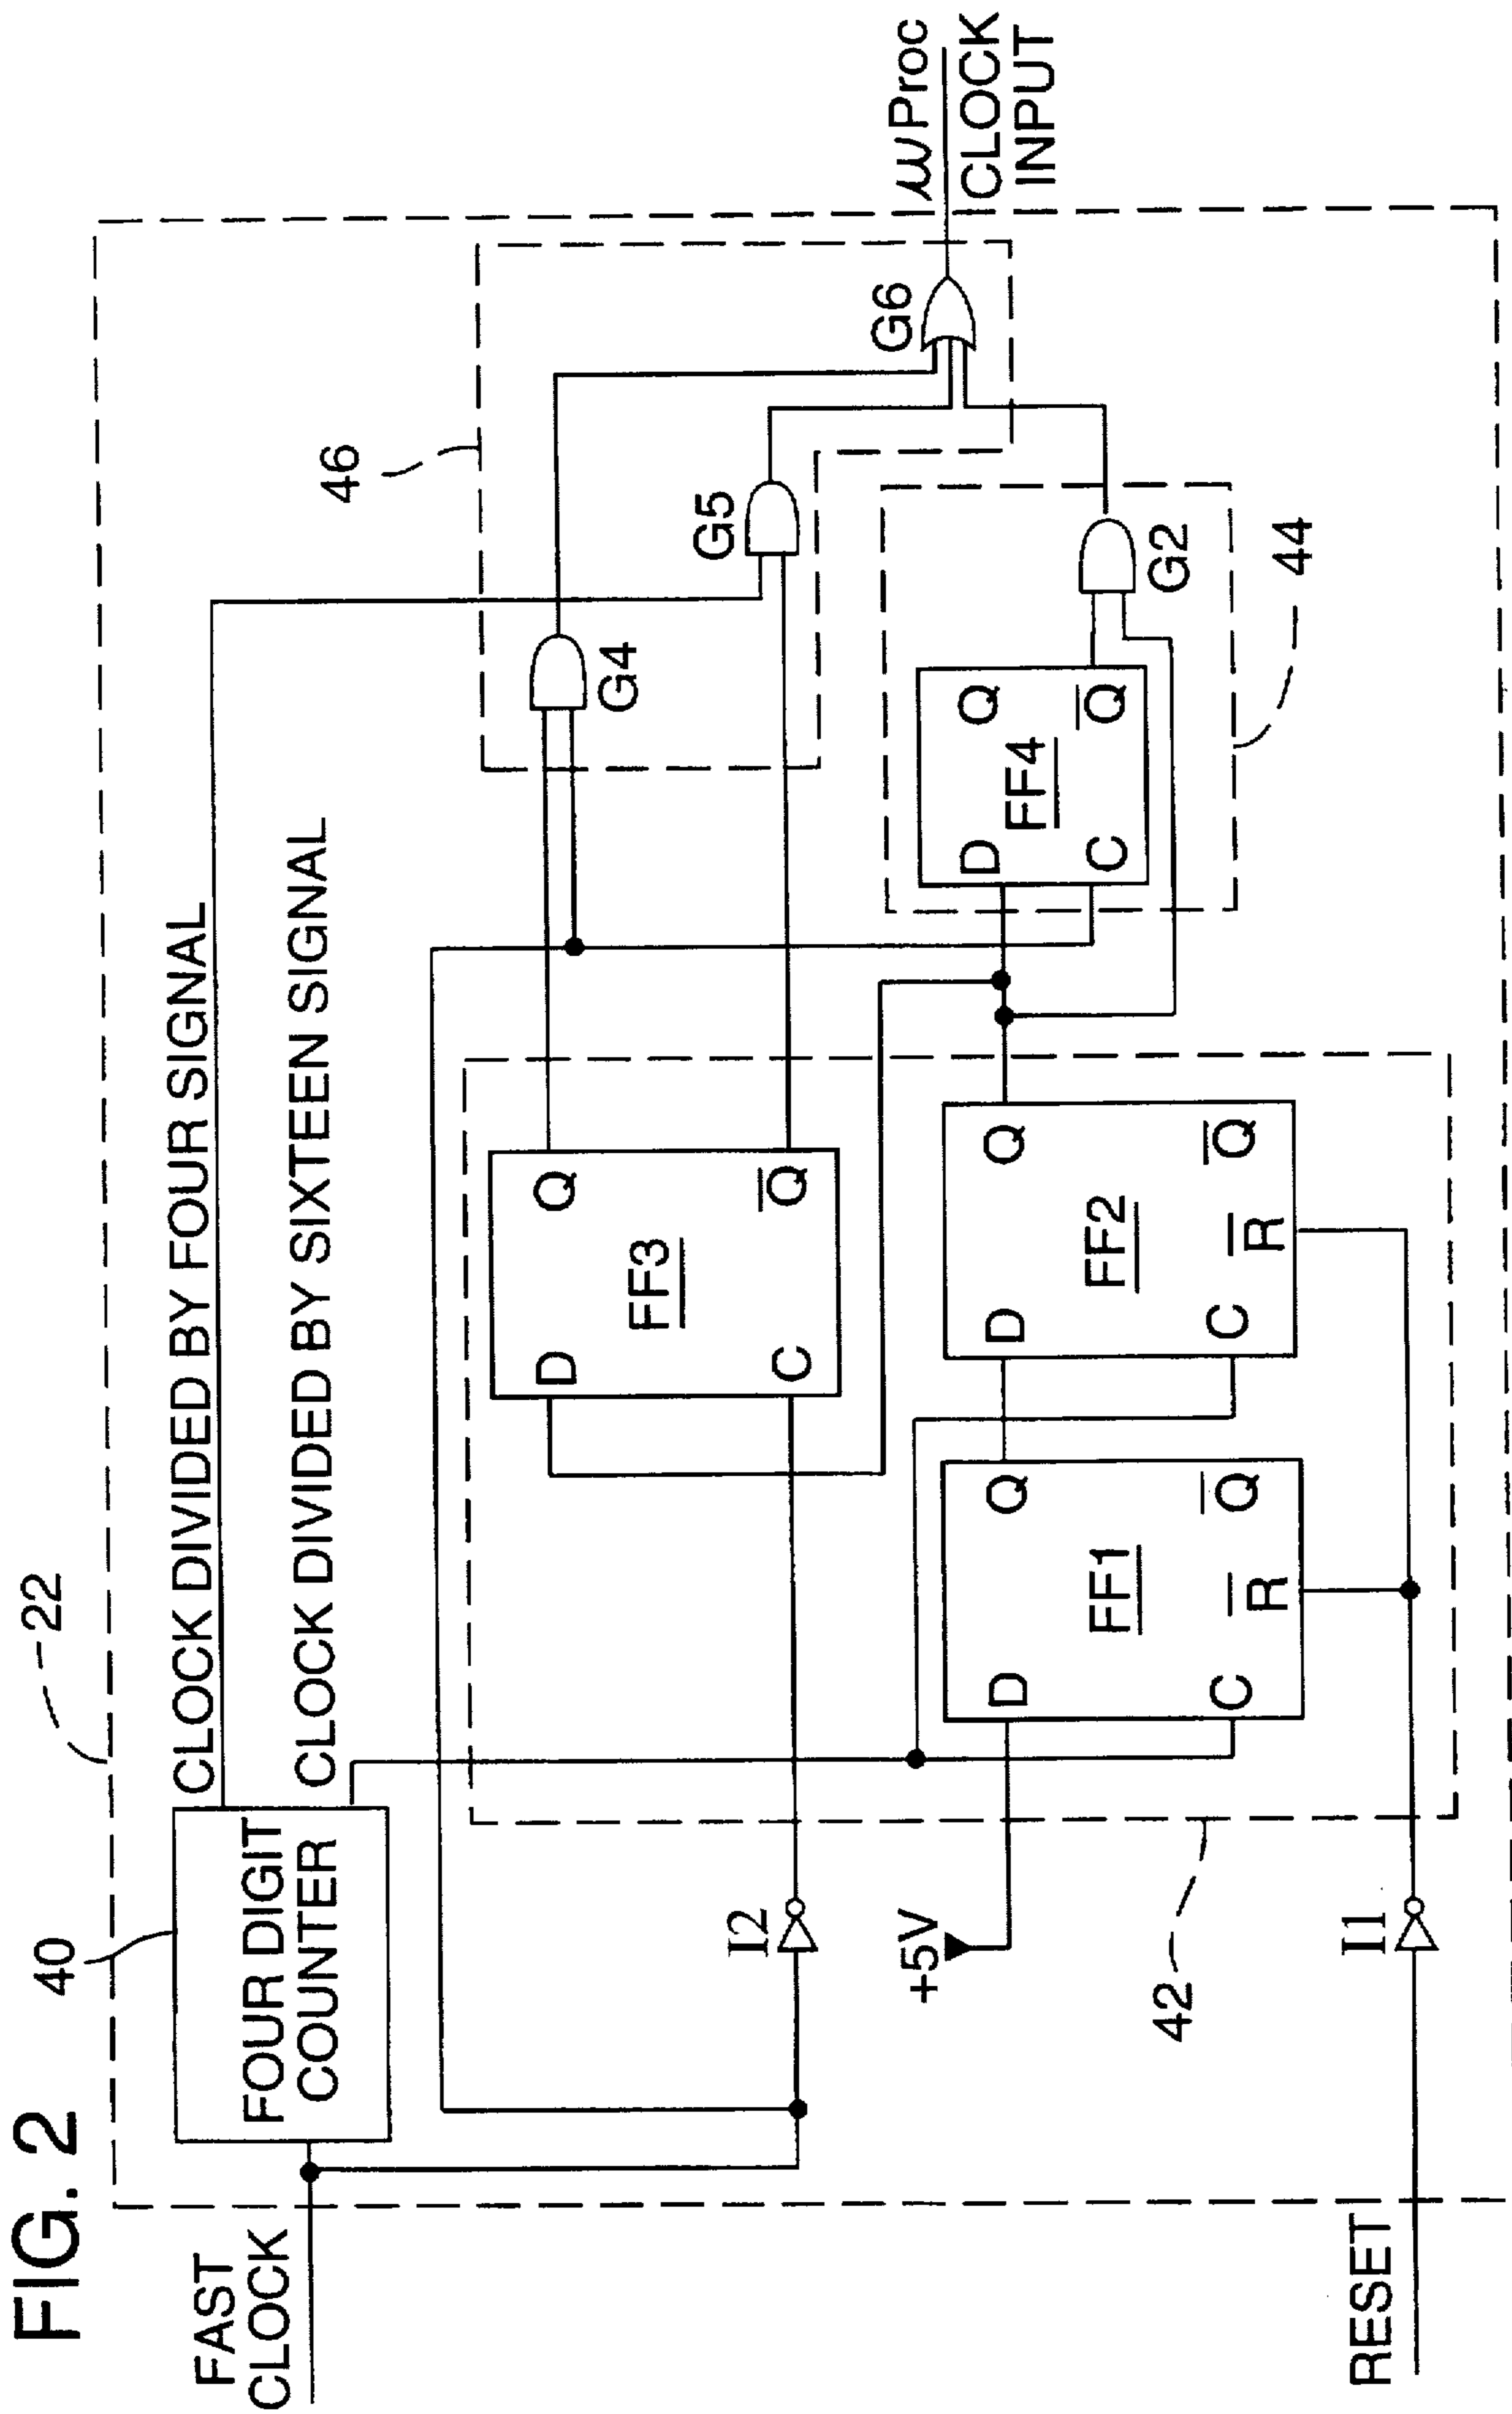 FIG. 2
22
40
FAST
CLOCK
FOUR DIGIT
COUNTER
CLOCK DIVIDED BY FOUR SIGNAL
CLOCK DIVIDED BY SIXTEEN SIGNAL
46
I2
D
C
FF3
Q
Q̅
G4
G5
G6
μProc
CLOCK
INPUT
+5V
D
C
FF1
Q
Q̅
R̅
D
C
FF2
Q
Q̅
R̅
D
C
FF4
Q
Q̅
G2
44
42
I1
RESET